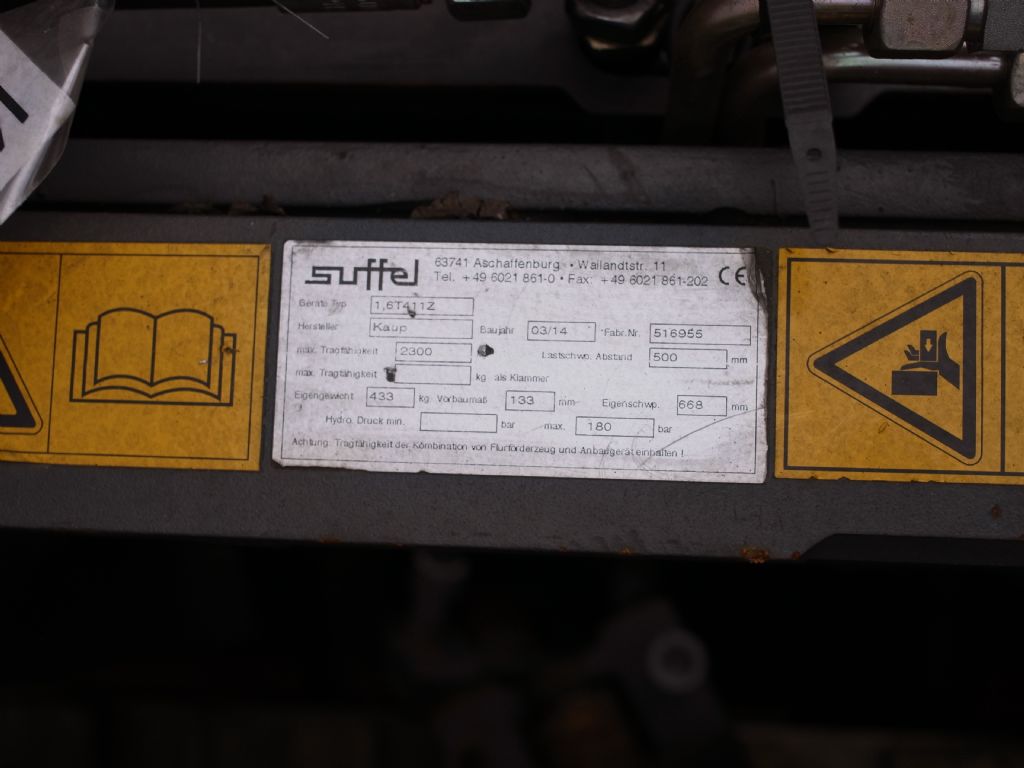 suffel 63741 Aschaffenburg • Wailandtstr. 11
Tel. +49 6021 861-0 • Fax: +49 6021 861-202 CE
Geräte Typ 1,6T411Z
Hersteller Kaup Baujahr 03/14 Fabr.Nr. 516955
max. Tragfähigkeit 2300 Lastschwp. Abstand 500 mm
max. Tragfähigkeit kg als Klammer
Eigengewicht 433 kg Vorbaumaß 133 mm Eigenschwp. 668 mm
Hydro. Druck min. bar max. 180 bar
Achtung: Tragfähigkeit der Kombination von Flurförderzeug und Anbaugerät einhalten !